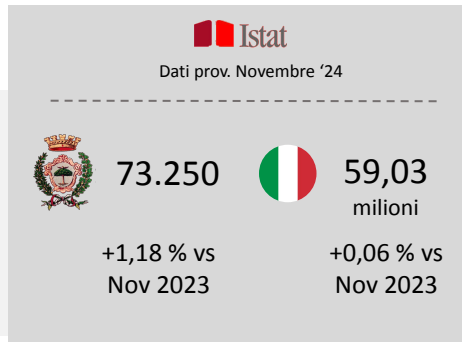 Istat
Dati prov. Novembre ‘24
73.250
59,03
milioni
+1,18 % vs
Nov 2023
+0,06 % vs
Nov 2023